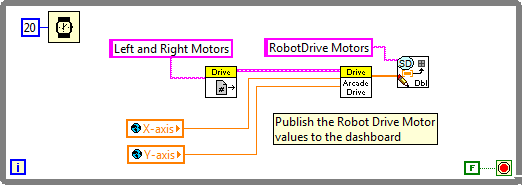 20
Left and Right Motors
RobotDrive Motors
Drive
#
Drive
Arcade
Drive
SD
Dbl
X-axis
Y-axis
Publish the Robot Drive Motor
values to the dashboard
i
F